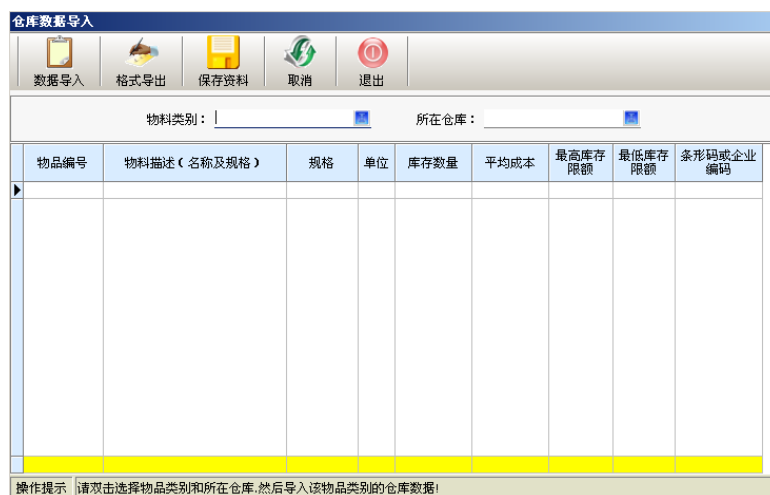 仓库数据导入
数据导入 格式导出 保存资料 取消 退出
物料类别： 所在仓库：
物品编号 物料描述（名称及规格） 规格 单位 库存数量 平均成本 最高库存限额 最低库存限额 条形码或企业编码
操作提示 请双击选择物品类别和所在仓库.然后导入该物品类别的仓库数据!